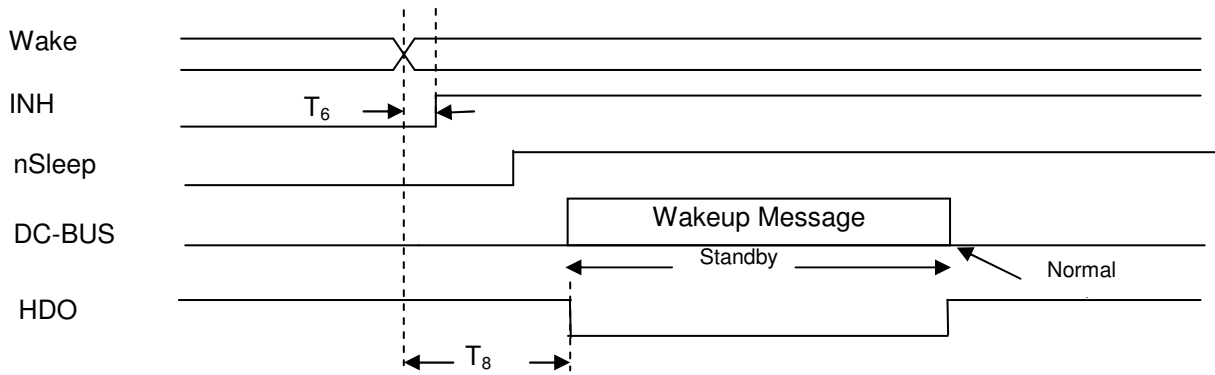 Wake
INH
T₆
nSleep
DC-BUS
Wakeup Message
Standby
Normal
HDO
T₈